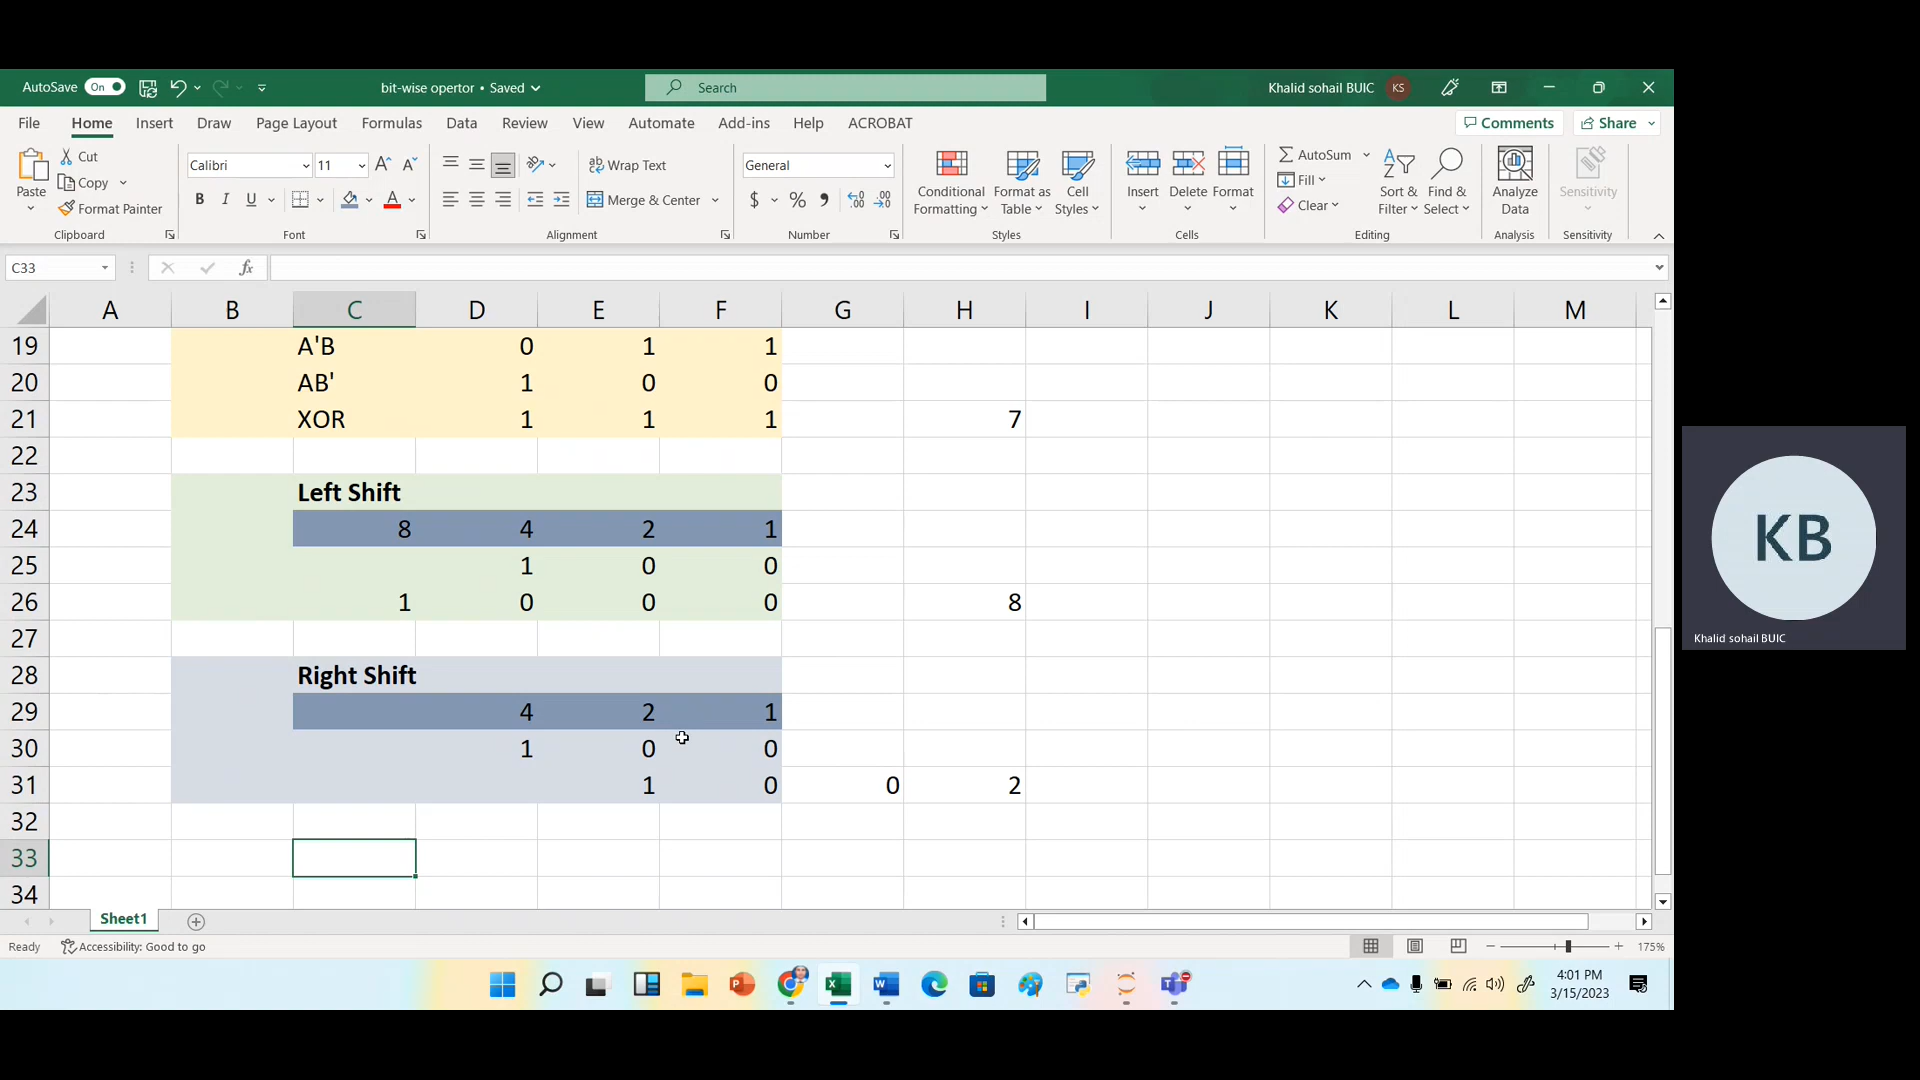 AutoSave On bit-wise opertor • Saved Search Khalid sohail BUIC KS
File Home Insert Draw Page Layout Formulas Data Review View Automate Add-ins Help ACROBAT Comments Share
Paste Cut Copy Format Painter Clipboard
Calibri 11 B I U A Font
Wrap Text Merge & Center Alignment
General $ % , Number
Conditional Formatting Format as Table Cell Styles Styles
Insert Delete Format Cells
AutoSum Fill Clear Sort & Filter Find & Select Editing
Analyze Data Analysis
Sensitivity Sensitivity
C33 fx
A B C D E F G H I J K L M
19 A'B 0 1 1
20 AB' 1 0 0
21 XOR 1 1 1 7
22
23 Left Shift
24 8 4 2 1
25 1 0 0
26 1 0 0 0 8
27
28 Right Shift
29 4 2 1
30 1 0 0
31 1 0 0 2
32
33
34
KB
Khalid sohail BUIC
Sheet1
Ready Accessibility: Good to go 175%
4:01 PM
3/15/2023